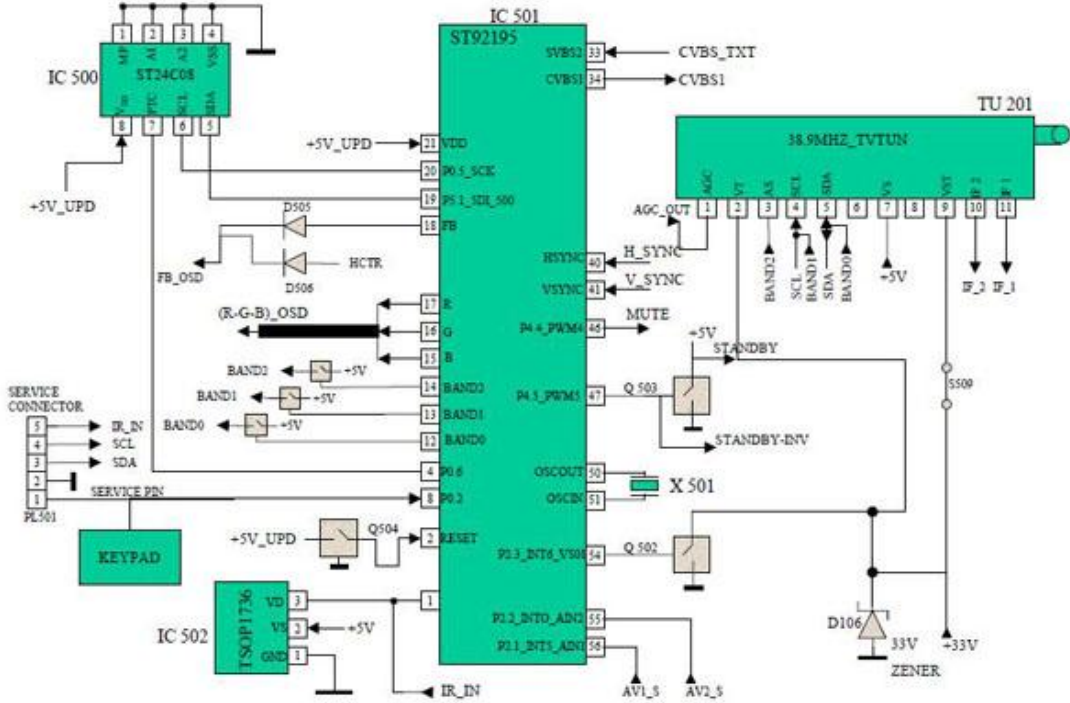 IC 501
ST92195
1 2 3 4
MP A1 A2 VSS
IC 500
ST24C08
VDD PTC SCL SDA
8 7 6 5
+5V_UPD
SVBS2 33 CVBS_TXT
CVBS1 34 CVBS1
TU 201
38.9MHZ_TVTUN
AGC VT AS SCL SDA VS VST IF 2 IF 1
1 2 3 4 5 6 7 8 9 10 11
AGC_OUT
BAND2 SCL BAND1 SDA BAND0 +5V IF_2 IF_1
+5V_UPD 21 VDD
20 P0.5_SCK
19 P5.1_SDI_500
18 FB
D505
D506
HCTR
FB_OSD
HSYNC 40 H_SYNC
VSYNC 41 V_SYNC
P4.4_PWM4 46 MUTE
(R-G-B)_OSD
17 R
16 G
15 B
BAND2 +5V 14 BAND2
BAND1 +5V 13 BAND1
BAND0 +5V 12 BAND0
+5V
STANDBY
P4.5_PWM5 47 Q 503
STANDBY-INV
S509
SERVICE
CONNECTOR
5 IR_IN
4 SCL
3 SDA
2
1
PL501
SERVICE PIN
4 P0.6
8 P0.2
OSCOUT 50
OSCIN 51
X 501
KEYPAD
+5V_UPD Q504 2 RESET
Q 502
54
IC 502
TSOP1736
VD 3
VS 2 +5V
GND 1
1
IR_IN
P2.2_INT0_AIN2 55
P2.1_INT5_AIN1 56
AV1_S AV2_S
D106
33V
ZENER
+33V